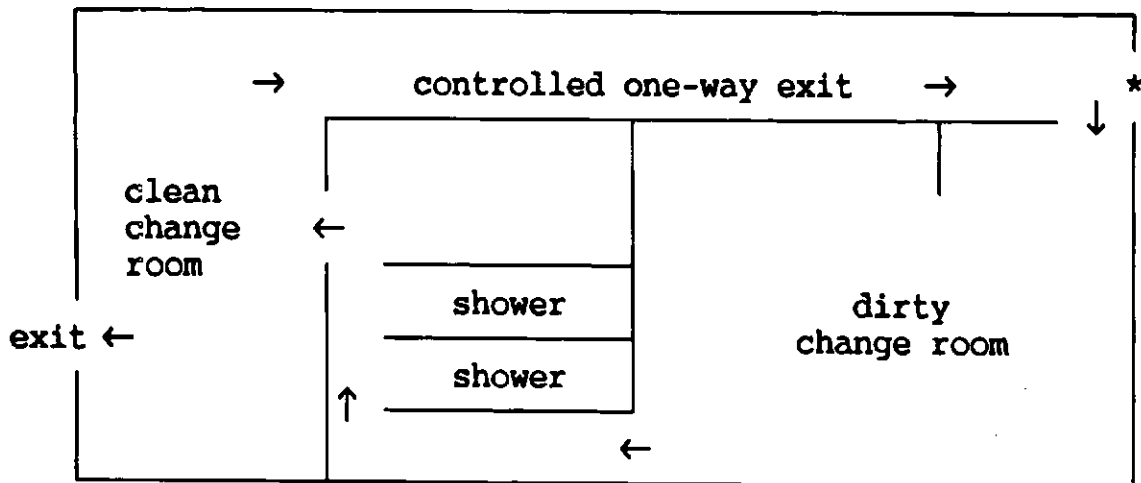 → controlled one-way exit → *
↓
clean
change ←
room
shower
dirty
exit ← change room
shower
↑
←